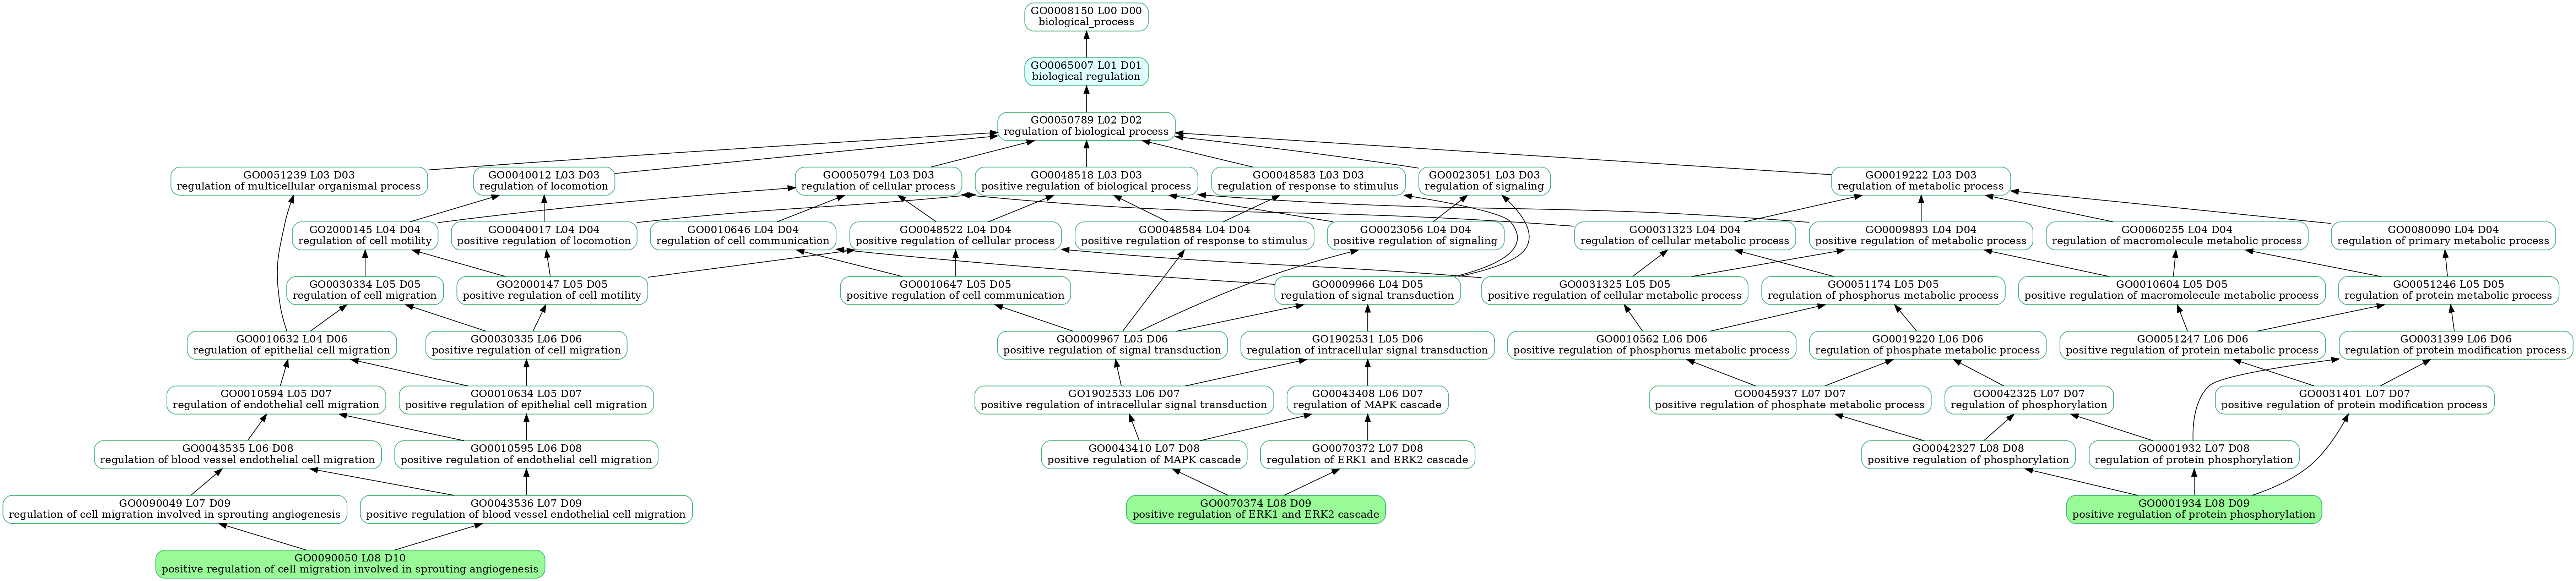 GO0008150 L00 D00
biological_process
GO0065007 L01 D01
biological regulation
GO0050789 L02 D02
regulation of biological process
GO0051239 L03 D03
regulation of multicellular organismal process
GO0040012 L03 D03
regulation of locomotion
GO0050794 L03 D03
regulation of cellular process
GO0048518 L03 D03
positive regulation of biological process
GO0048583 L03 D03
regulation of response to stimulus
GO0023051 L03 D03
regulation of signaling
GO0019222 L03 D03
regulation of metabolic process
GO2000145 L04 D04
regulation of cell motility
GO0040017 L04 D04
positive regulation of locomotion
GO0010646 L04 D04
regulation of cell communication
GO0048522 L04 D04
positive regulation of cellular process
GO0048584 L04 D04
positive regulation of response to stimulus
GO0023056 L04 D04
positive regulation of signaling
GO0031323 L04 D04
regulation of cellular metabolic process
GO0009893 L04 D04
positive regulation of metabolic process
GO0060255 L04 D04
regulation of macromolecule metabolic process
GO0080090 L04 D04
regulation of primary metabolic process
GO0030334 L05 D05
regulation of cell migration
GO2000147 L05 D05
positive regulation of cell motility
GO0010647 L05 D05
positive regulation of cell communication
GO0009966 L04 D05
regulation of signal transduction
GO0031325 L05 D05
positive regulation of cellular metabolic process
GO0051174 L05 D05
regulation of phosphorus metabolic process
GO0010604 L05 D05
positive regulation of macromolecule metabolic process
GO0051246 L05 D05
regulation of protein metabolic process
GO0010632 L04 D06
regulation of epithelial cell migration
GO0030335 L06 D06
positive regulation of cell migration
GO0009967 L05 D06
positive regulation of signal transduction
GO1902531 L05 D06
regulation of intracellular signal transduction
GO0010562 L06 D06
positive regulation of phosphorus metabolic process
GO0019220 L06 D06
regulation of phosphate metabolic process
GO0051247 L06 D06
positive regulation of protein metabolic process
GO0031399 L06 D06
regulation of protein modification process
GO0010594 L05 D07
regulation of endothelial cell migration
GO0010634 L05 D07
positive regulation of epithelial cell migration
GO1902533 L06 D07
positive regulation of intracellular signal transduction
GO0043408 L06 D07
regulation of MAPK cascade
GO0045937 L07 D07
positive regulation of phosphate metabolic process
GO0042325 L07 D07
regulation of phosphorylation
GO0031401 L07 D07
positive regulation of protein modification process
GO0043535 L06 D08
regulation of blood vessel endothelial cell migration
GO0010595 L06 D08
positive regulation of endothelial cell migration
GO0043410 L07 D08
positive regulation of MAPK cascade
GO0070372 L07 D08
regulation of ERK1 and ERK2 cascade
GO0042327 L08 D08
positive regulation of phosphorylation
GO0001932 L07 D08
regulation of protein phosphorylation
GO0090049 L07 D09
regulation of cell migration involved in sprouting angiogenesis
GO0043536 L07 D09
positive regulation of blood vessel endothelial cell migration
GO0070374 L08 D09
positive regulation of ERK1 and ERK2 cascade
GO0001934 L08 D09
positive regulation of protein phosphorylation
GO0090050 L08 D10
positive regulation of cell migration involved in sprouting angiogenesis